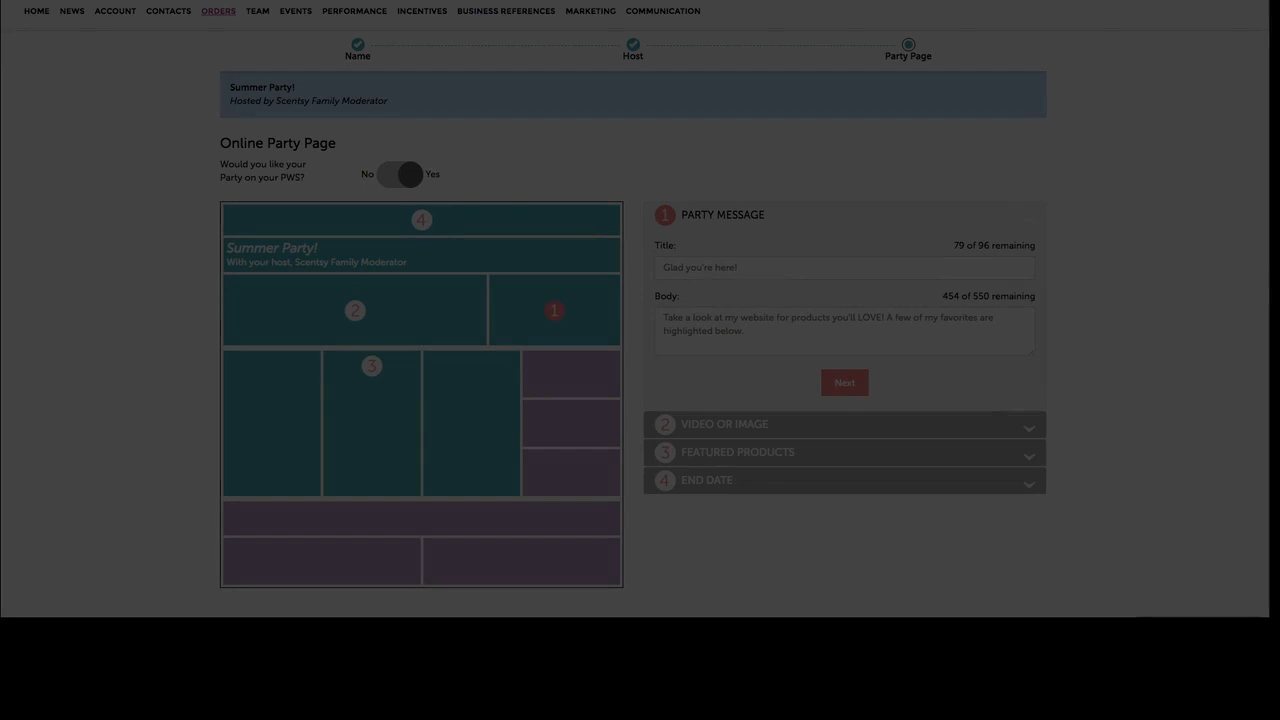 HOME NEWS ACCOUNT CONTACTS ORDERS TEAM EVENTS PERFORMANCE INCENTIVES BUSINESS REFERENCES MARKETING COMMUNICATION
Name Host Party Page
Summer Party!
Hosted by Scentsy Family Moderator
Online Party Page
Would you like your
Party on your PWS?
No Yes
4
Summer Party!
With your host, Scentsy Family Moderator
2 1
3
1 PARTY MESSAGE
Title: 79 of 96 remaining
Glad you're here!
Body: 454 of 550 remaining
Take a look at my website for products you'll LOVE! A few of my favorites are
highlighted below.
Next
2 VIDEO OR IMAGE
3 FEATURED PRODUCTS
4 END DATE